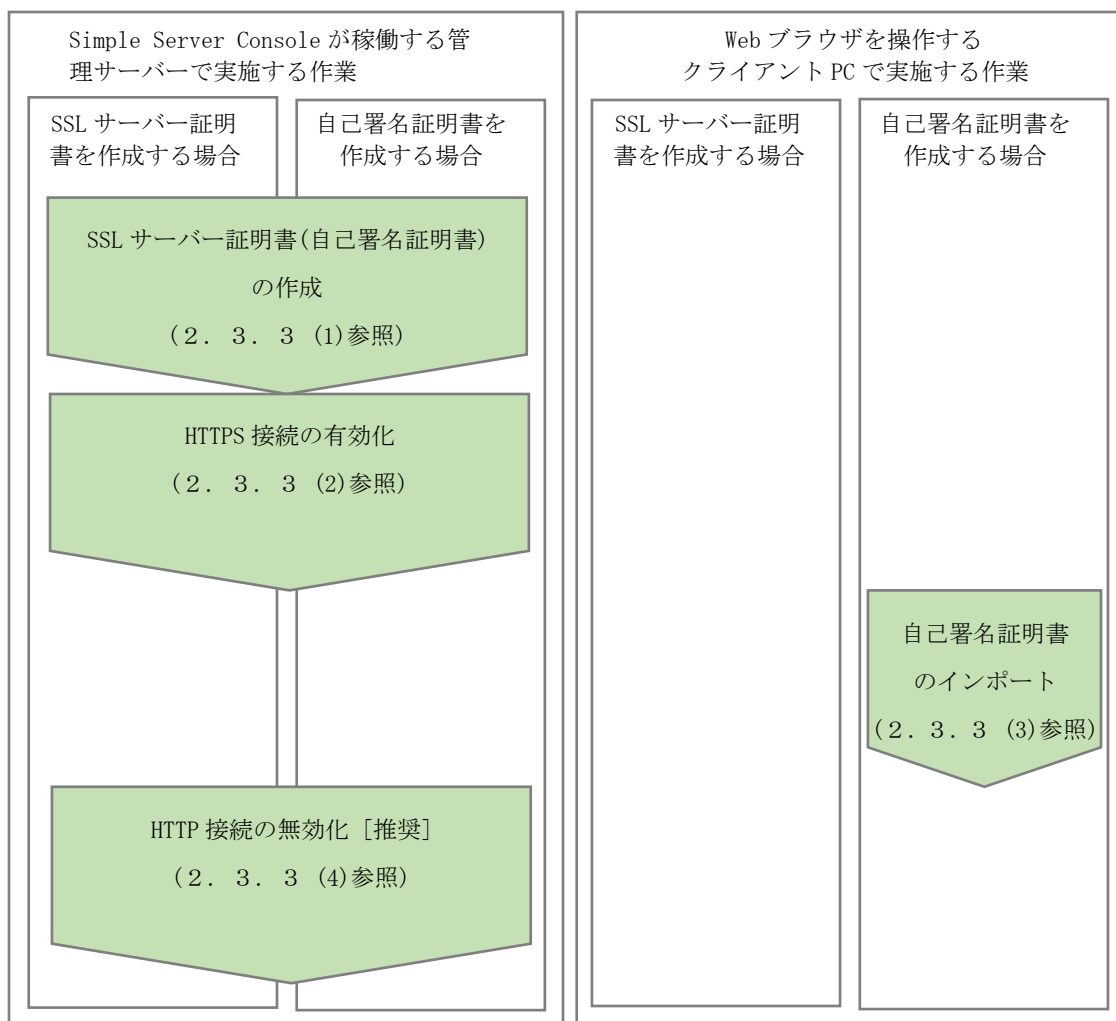 Simple Server Console が稼働する管
理サーバーで実施する作業
SSL サーバー証明
書を作成する場合
自己署名証明書を
作成する場合
SSL サーバー証明書(自己署名証明書)
の作成
(２．３．３ (1)参照)
HTTPS 接続の有効化
(２．３．３ (2)参照)
HTTP 接続の無効化［推奨］
(２．３．３ (4)参照)
Web ブラウザを操作する
クライアント PC で実施する作業
SSL サーバー証明
書を作成する場合
自己署名証明書を
作成する場合
自己署名証明書
のインポート
(２．３．３ (3)参照)